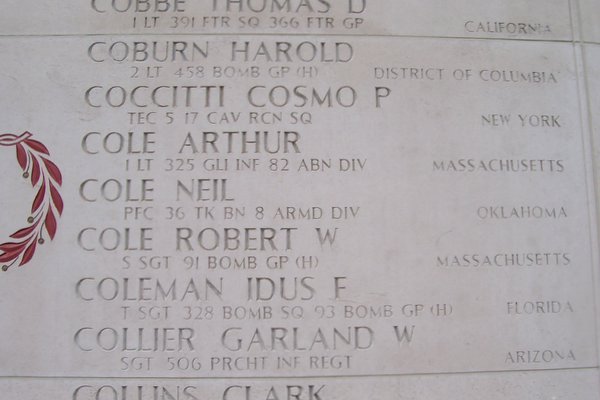 COBBE THOMAS D
1 LT 391 FTR SQ 366 FTR GP CALIFORNIA
COBURN HAROLD
2 LT 458 BOMB GP (H) DISTRICT OF COLUMBIA
COCCITTI COSMO P
TEC 5 17 CAV RCN SQ NEW YORK
COLE ARTHUR
1 LT 325 GLI INF 82 ABN DIV MASSACHUSETTS
COLE NEIL
PFC 36 TK BN 8 ARMD DIV OKLAHOMA
COLE ROBERT W
S SGT 91 BOMB GP (H) MASSACHUSETTS
COLEMAN IDUS F
T SGT 328 BOMB SQ 93 BOMB GP (H) FLORIDA
COLLIER GARLAND W
SGT 506 PRCHT INF REGT ARIZONA
COLLINS CLARK